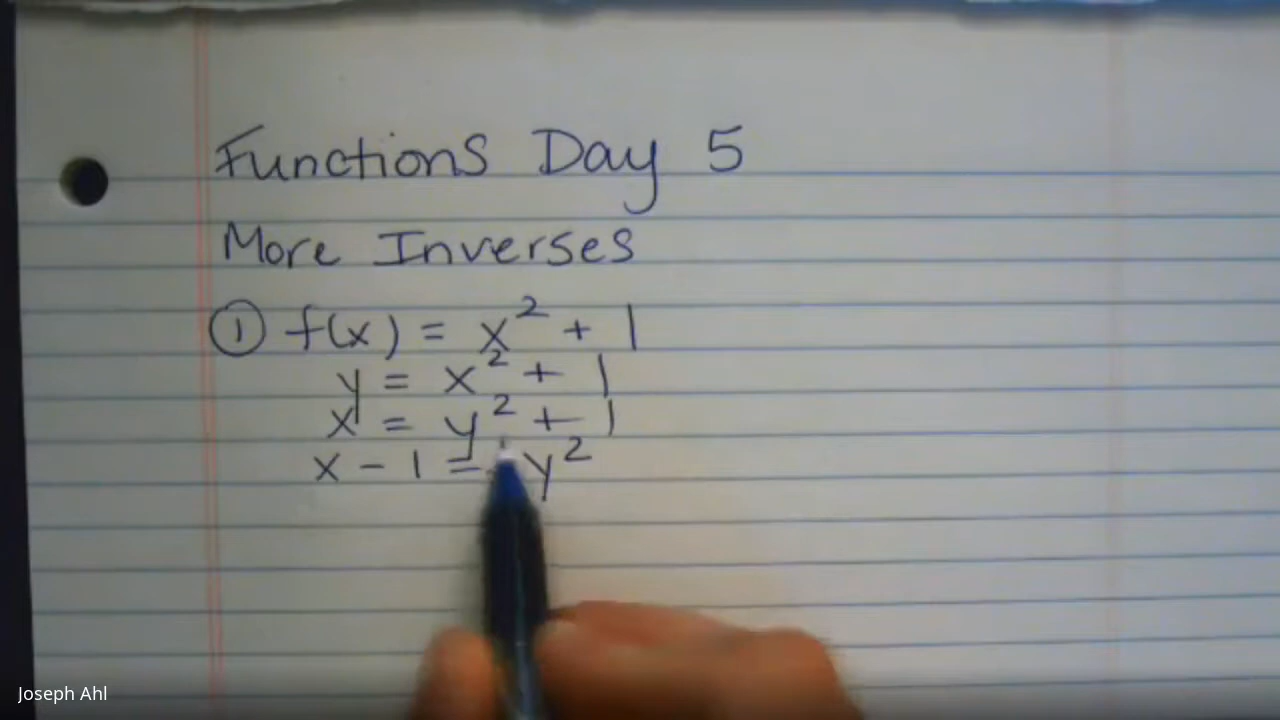 Functions Day 5
More Inverses
① f(x) = x² + 1
y = x² + 1
x = y² + 1
x - 1 = y²
Joseph Ahl